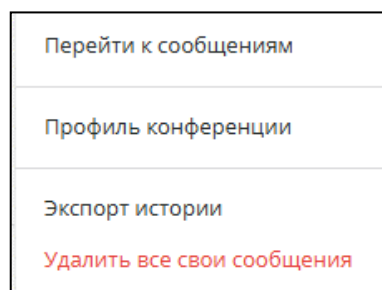 Перейти к сообщениям
Профиль конференции
Экспорт истории
Удалить все свои сообщения